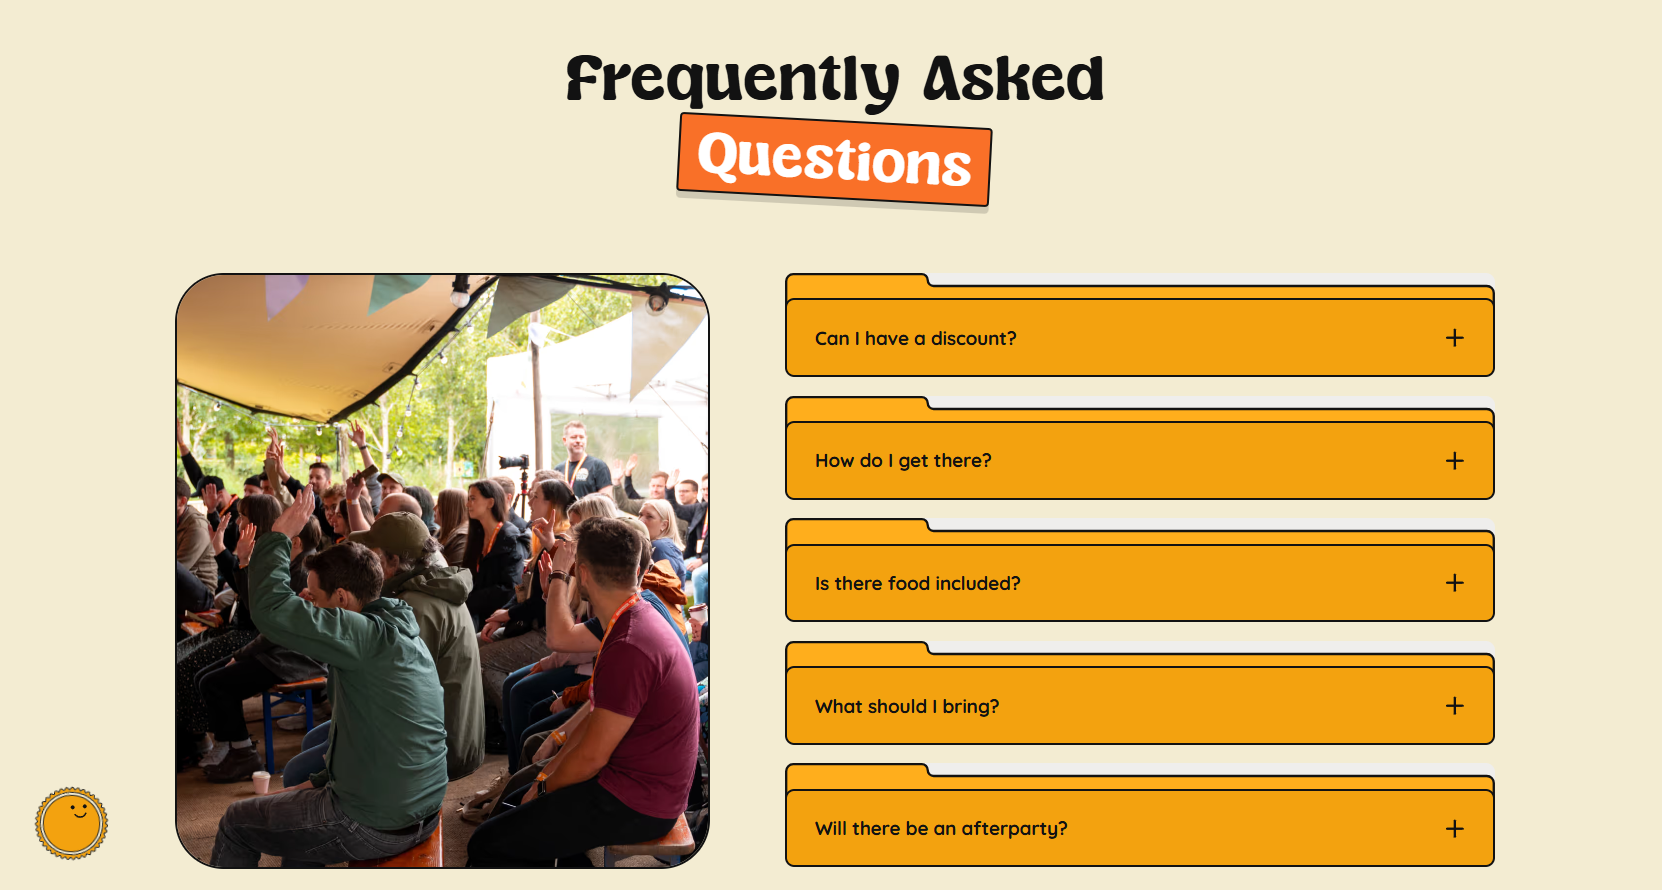 Frequently Asked
Questions
Can I have a discount?
How do I get there?
Is there food included?
What should I bring?
Will there be an afterparty?